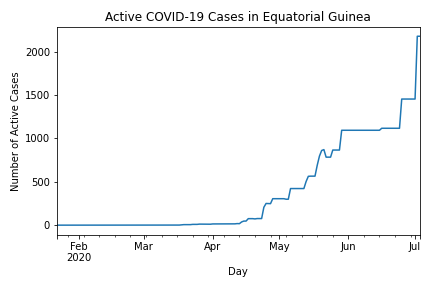 Active COVID-19 Cases in Equatorial Guinea
Number of Active Cases
2000
1500
1000
500
0
Feb Mar Apr May Jun Jul
2020
Day